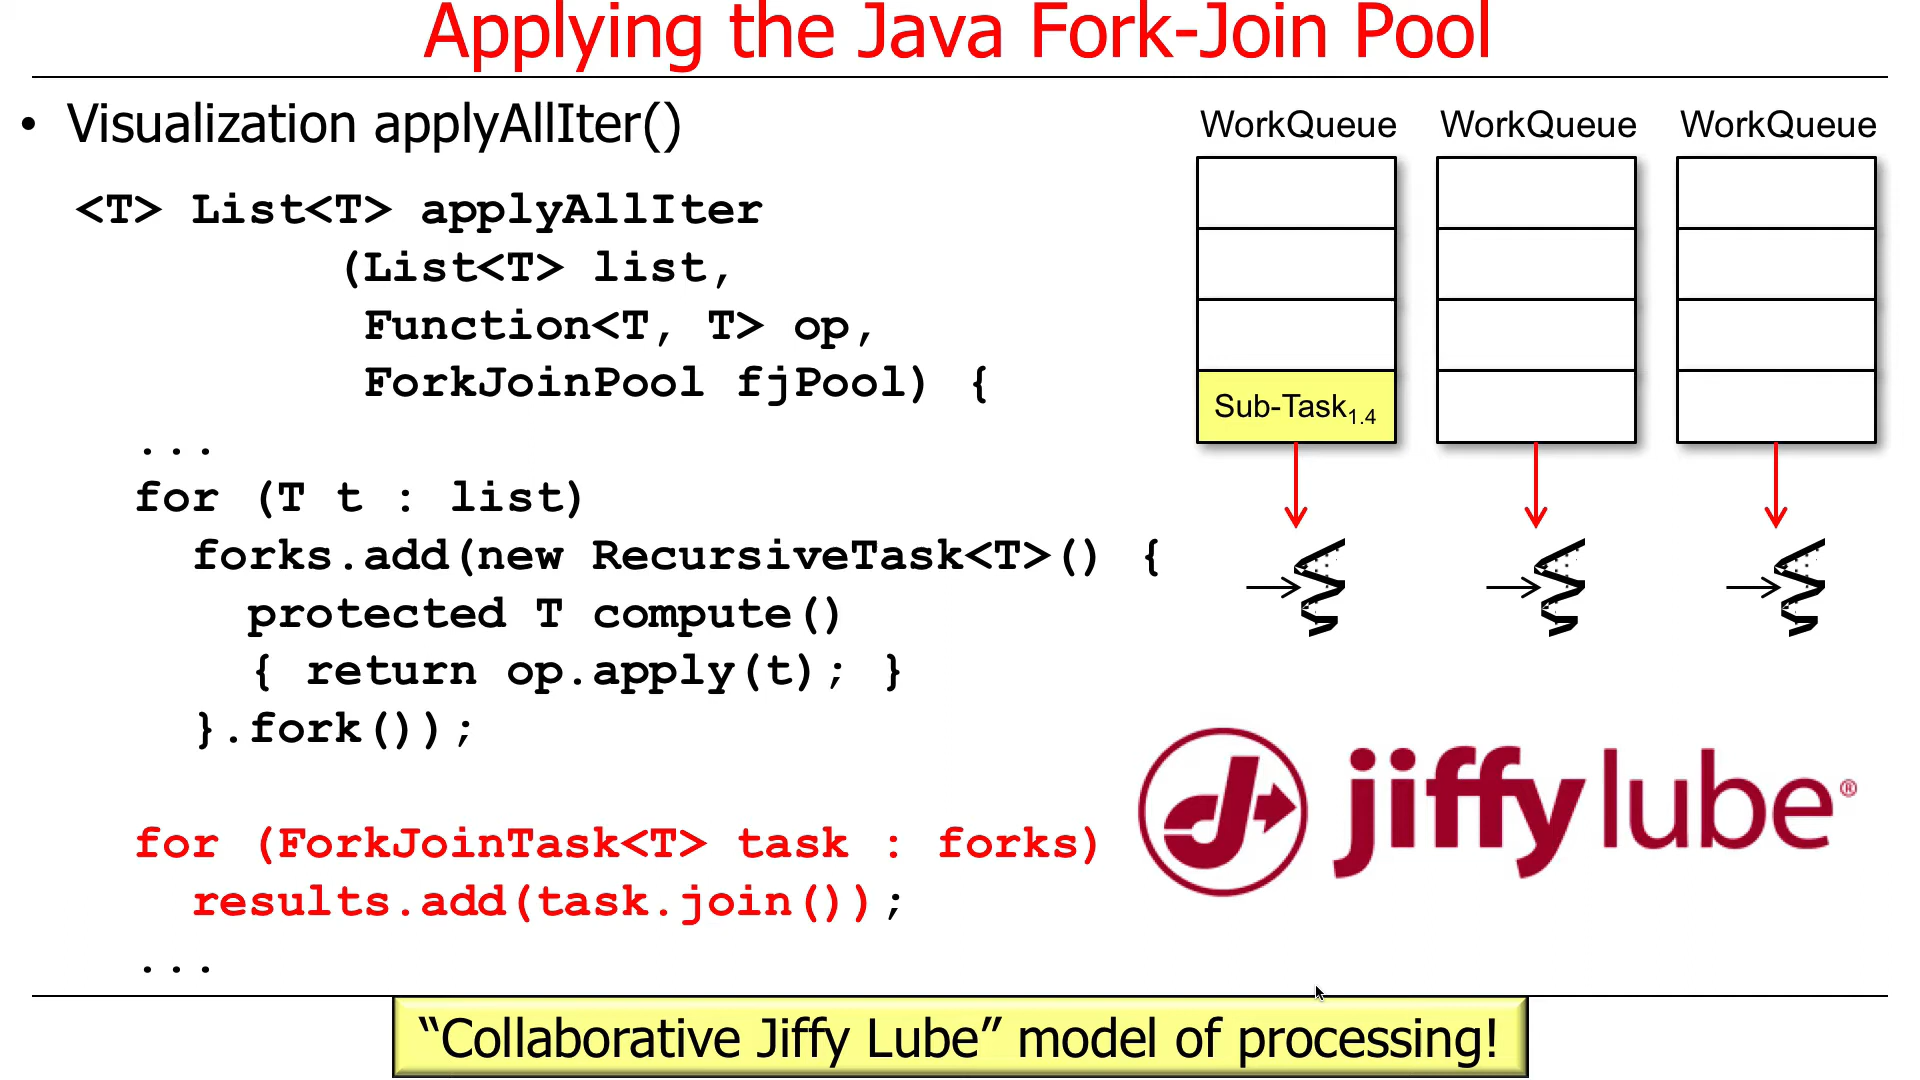 Applying the Java Fork-Join Pool
• Visualization applyAllIter()
<T> List<T> applyAllIter
(List<T> list,
Function<T, T> op,
ForkJoinPool fjPool) {
...
for (T t : list)
forks.add(new RecursiveTask<T>() {
protected T compute()
{ return op.apply(t); }
}.fork());
for (ForkJoinTask<T> task : forks)
results.add(task.join());
...
WorkQueue WorkQueue WorkQueue
Sub-Task1.4
jiffy lube®
“Collaborative Jiffy Lube” model of processing!